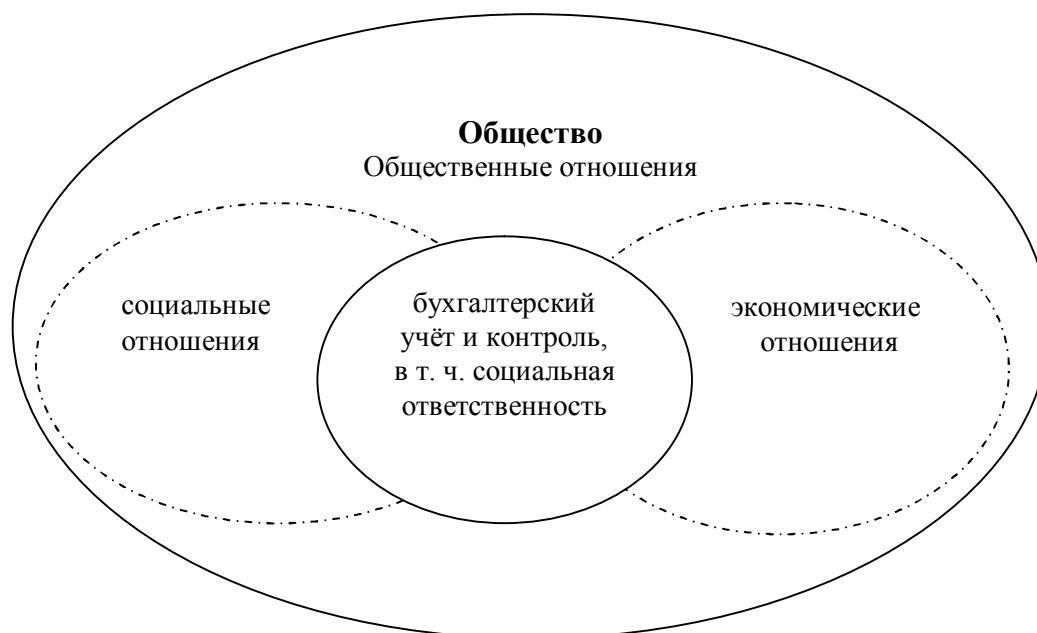 Общество
Общественные отношения
социальные
отношения
бухгалтерский
учёт и контроль,
в т. ч. социальная
ответственность
экономические
отношения